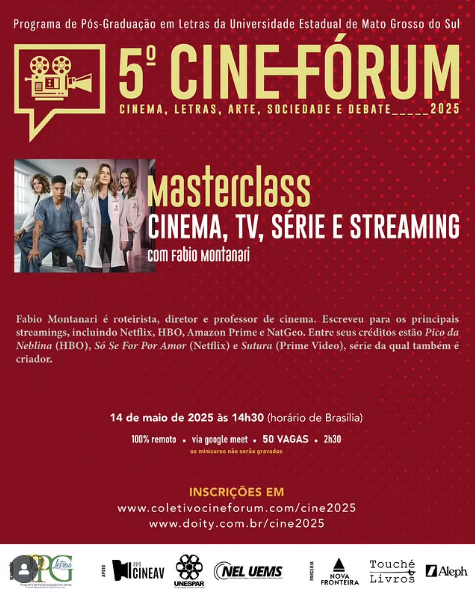 Programa de Pós-Graduação em Letras da Universidade Estadual de Mato Grosso do Sul
5º CINE-FÓRUM
CINEMA, LETRAS, ARTE, SOCIEDADE E DEBATE_____2025
Masterclass
CINEMA, TV, SÉRIE E STREAMING
com Fabio Montanari
Fabio Montanari é roteirista, diretor e professor de cinema. Escreveu para os principais
streamings, incluindo Netflix, HBO, Amazon Prime e NatGeo. Entre seus créditos estão Pico da
Neblina (HBO), Só Se For Por Amor (Netflix) e Sutura (Prime Video), série da qual também é
criador.
14 de maio de 2025 às 14h30 (horário de Brasília)
100% remoto • via google meet • 50 VAGAS • 2h30
os minicursos não serão gravados
INSCRIÇÕES EM
www.coletivocineforum.com/cine2025
www.doity.com.br/cine2025
PG Letras
APOIO
PPG CINEAV
UNESPAR
NEL UEMS
PARCERIA
NOVA FRONTEIRA
Touché Livros
Aleph